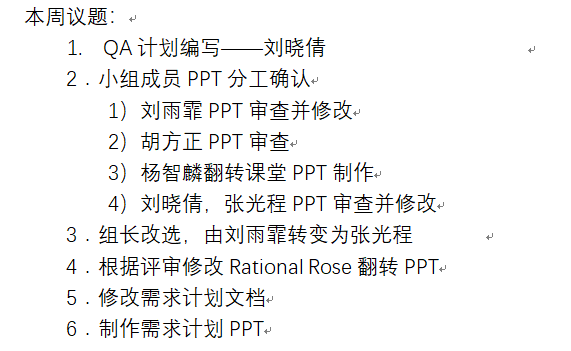 本周议题：
1. QA 计划编写——刘晓倩
2．小组成员 PPT 分工确认
1）刘雨霏 PPT 审查并修改
2）胡方正 PPT 审查
3）杨智麟翻转课堂 PPT 制作
4）刘晓倩，张光程 PPT 审查并修改
3．组长改选，由刘雨霏转变为张光程
4．根据评审修改 Rational Rose 翻转 PPT
5．修改需求计划文档
6．制作需求计划 PPT